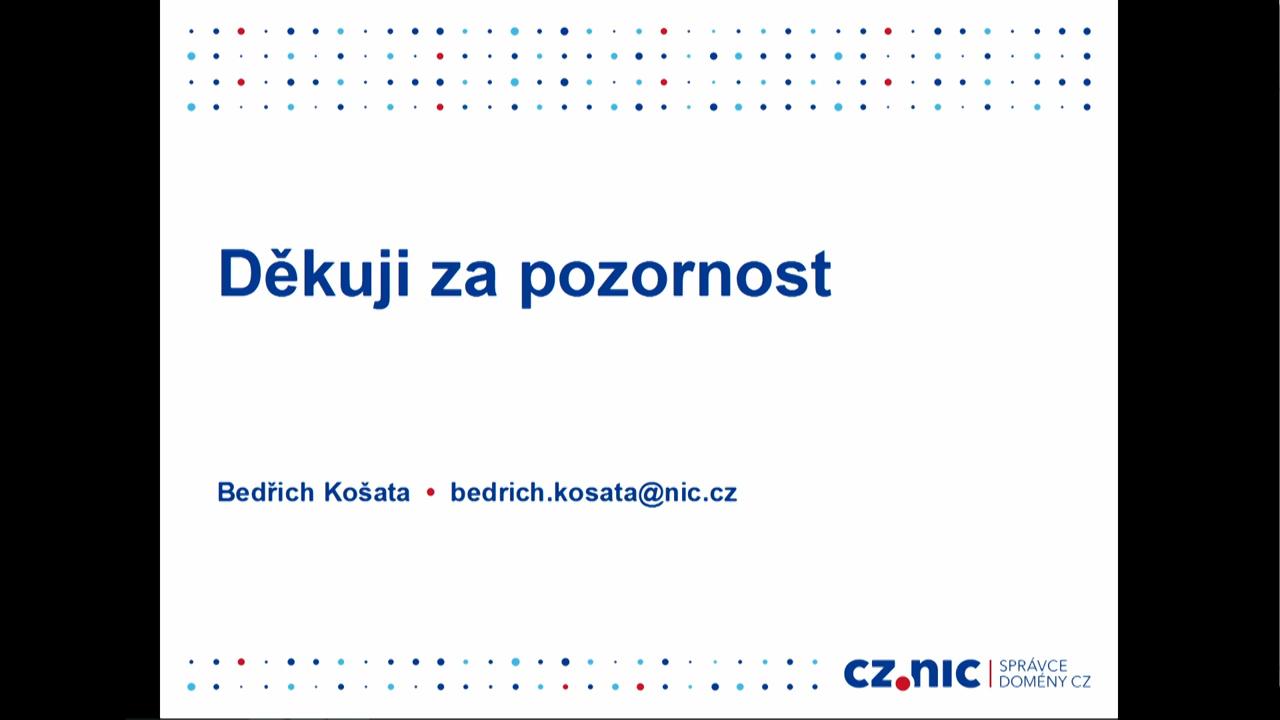 Děkuji za pozornost
Bedřich Košata • bedrich.kosata@nic.cz
CZ.NIC | SPRÁVCE
DOMÉNY CZ